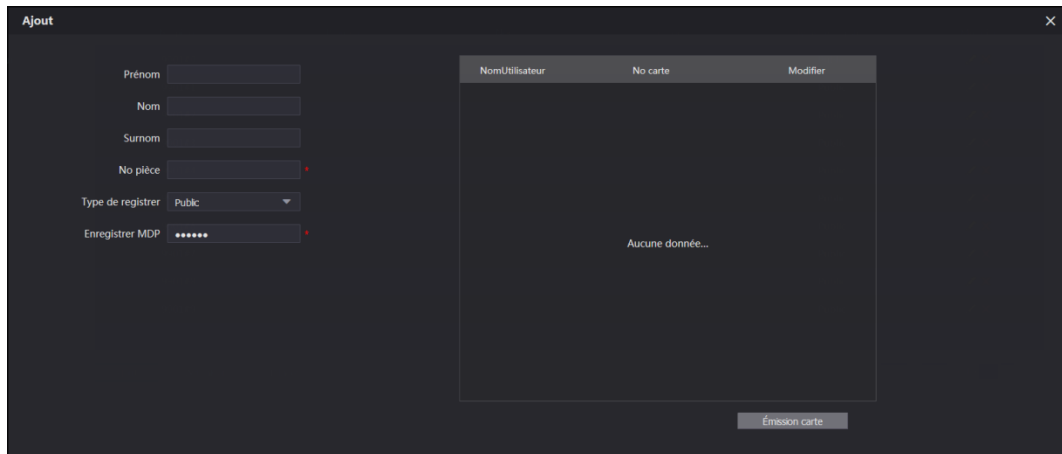 Ajout
Prénom
Nom
Surnom
No pièce *
Type de registrer Public
Enregistrer MDP •••••• *
NomUtilisateur No carte Modifier
Aucune donnée...
Émission carte